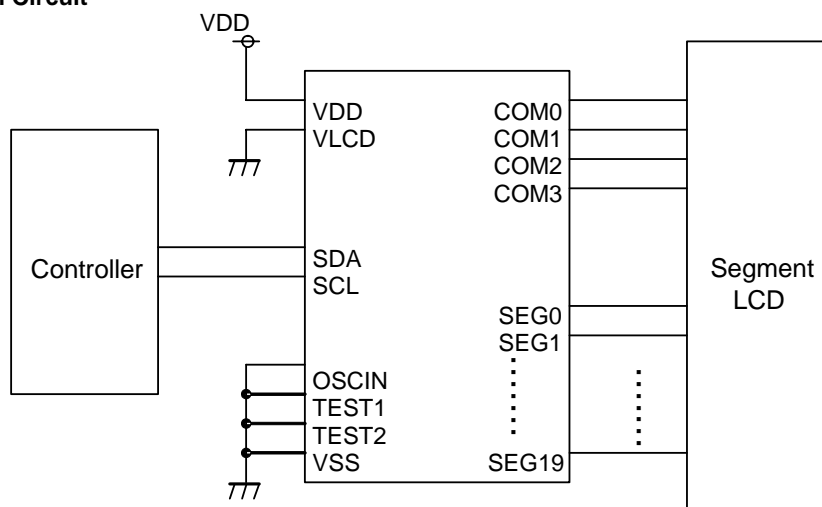 Circuit
VDD
VDD
VLCD
COM0
COM1
COM2
COM3
Controller
SDA
SCL
Segment
LCD
SEG0
SEG1
OSCIN
TEST1
TEST2
VSS
SEG19